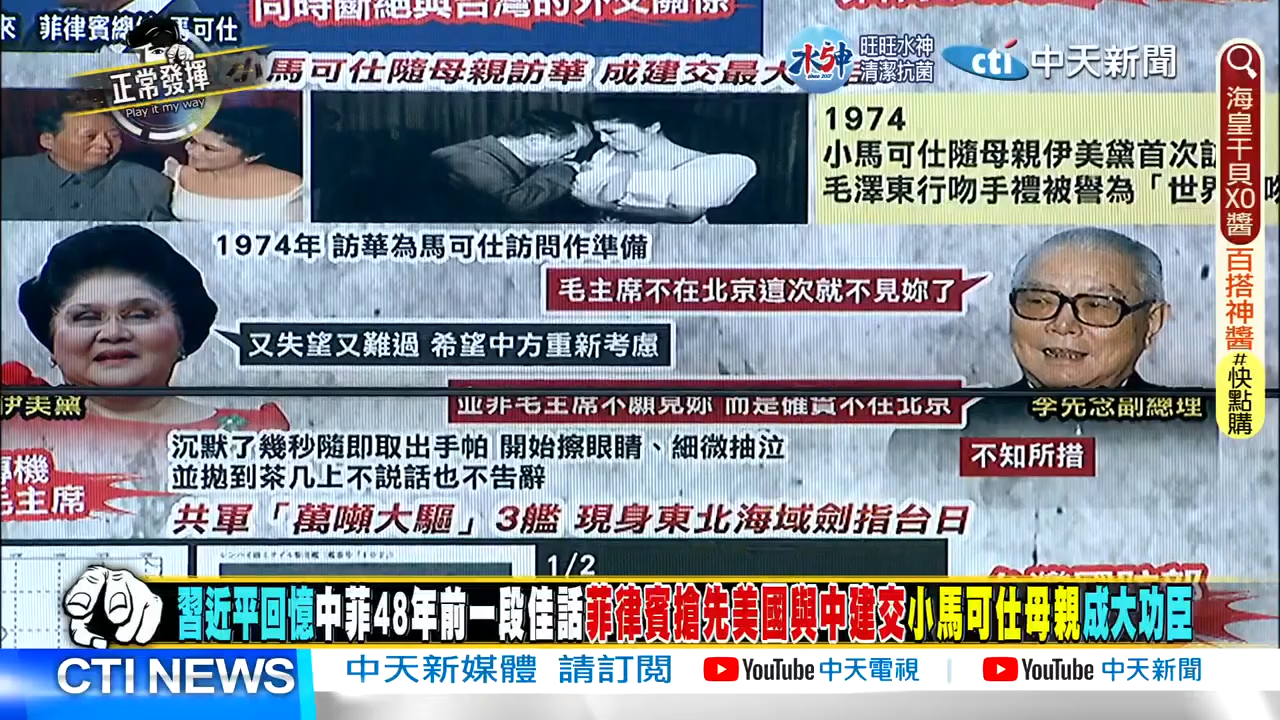 同時斷絕與台灣的外交關係
來 菲律賓總統 馬可仕
正常發揮
Play it my way
小馬可仕隨母親訪華 成建交最大
水神
since 2017
旺旺水神
清潔抗菌
cti 中天新聞
1974
小馬可仕隨母親伊美黛首次訪
毛澤東行吻手禮被譽為「世界
1974年 訪華為馬可仕訪問作準備
毛主席不在北京這次就不見妳了
又失望又難過 希望中方重新考慮
並非毛主席不願見妳 而是確實不在北京
伊美黛
李先念副總理
沉默了幾秒隨即取出手帕 開始擦眼睛、細微抽泣
並拋到茶几上不説話也不告辭
不知所措
專機
毛主席
共軍「萬噸大驅」3艦 現身東北海域劍指台日
1/2
海皇干貝XO醬
百搭神醬
#快點購
習近平回憶中菲48年前一段佳話菲律賓搶先美國與中建交小馬可仕母親成大功臣
CTI NEWS
中天新媒體 請訂閱
YouTube 中天電視
YouTube 中天新聞